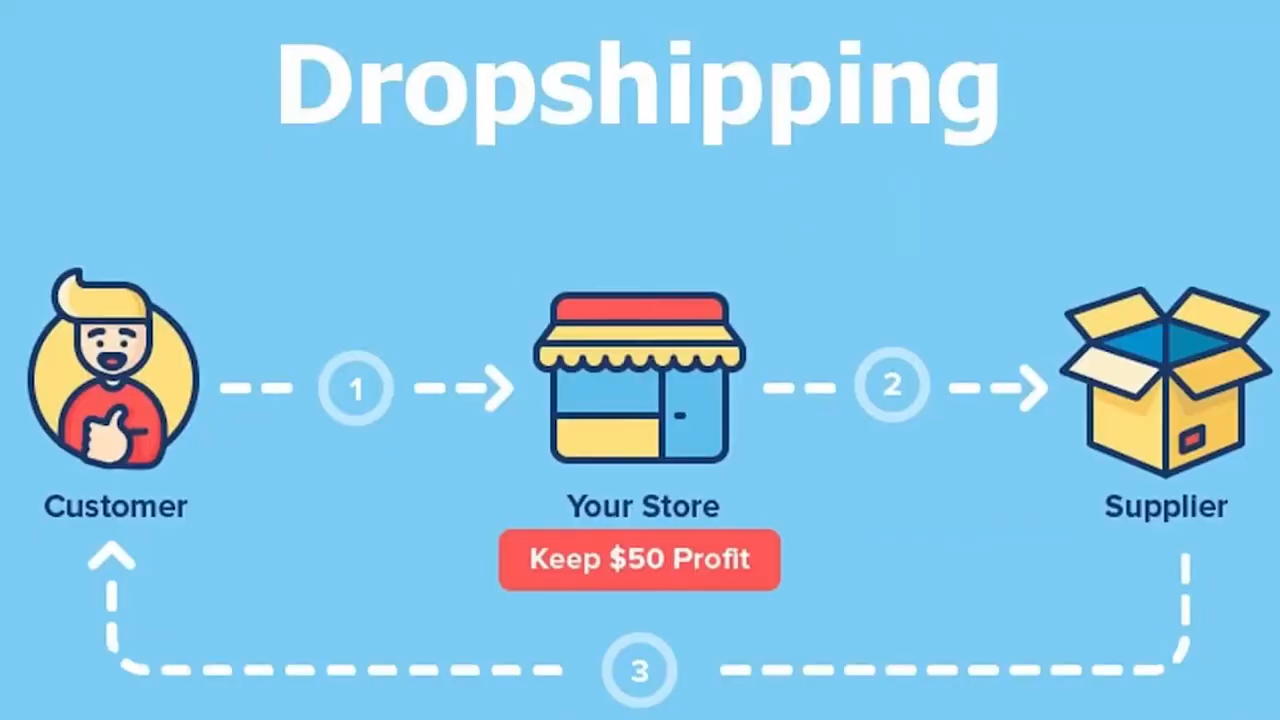 Dropshipping
1
2
Customer
Your Store
Supplier
Keep $50 Profit
3